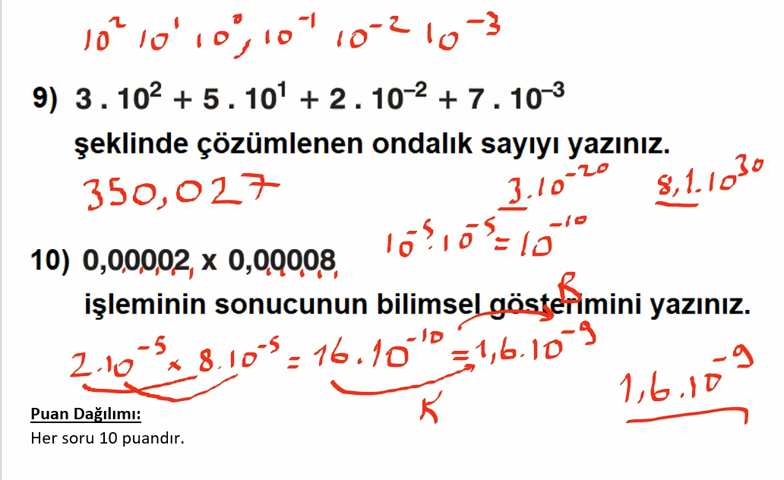 10² 10¹ 10⁰, 10⁻¹ 10⁻² 10⁻³
9) 3 . 10² + 5 . 10¹ + 2 . 10⁻² + 7 . 10⁻³
şeklinde çözümlenen ondalık sayıyı yazınız.
350,027
3.10⁻²⁰ 8,1.10³⁰
10⁻⁵.10⁻⁵=10⁻¹⁰
10) 0,00002 x 0,00008
işleminin sonucunun bilimsel gösterimini yazınız.
B
2.10⁻⁵ x 8.10⁻⁵ = 16.10⁻¹⁰ = 1,6.10⁻⁹
K
1,6.10⁻⁹
Puan Dağılımı:
Her soru 10 puandır.